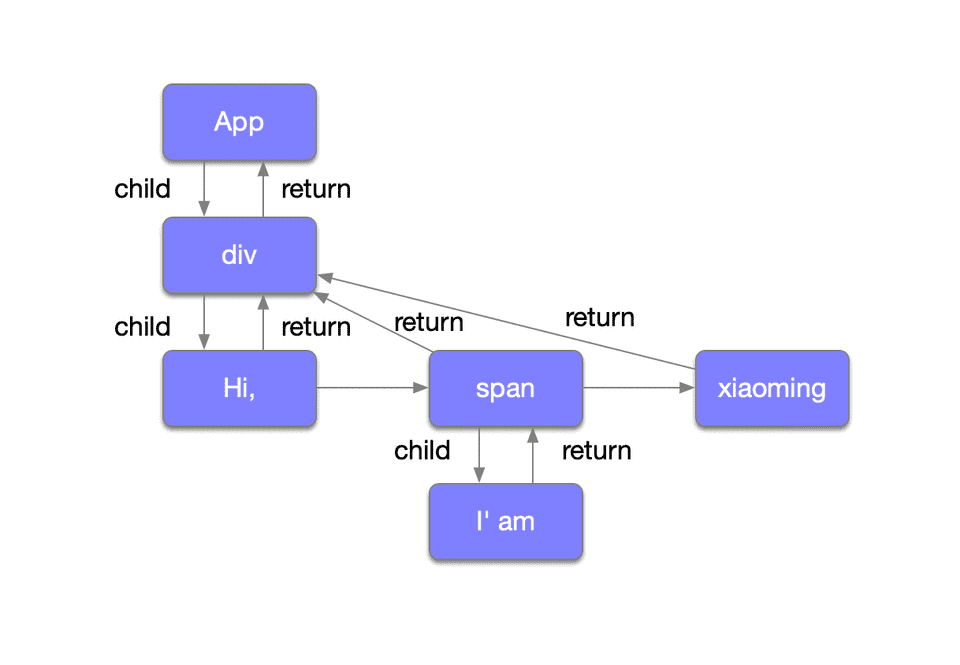 App
child
return
div
child
return
return
return
Hi,
span
xiaoming
child
return
I' am